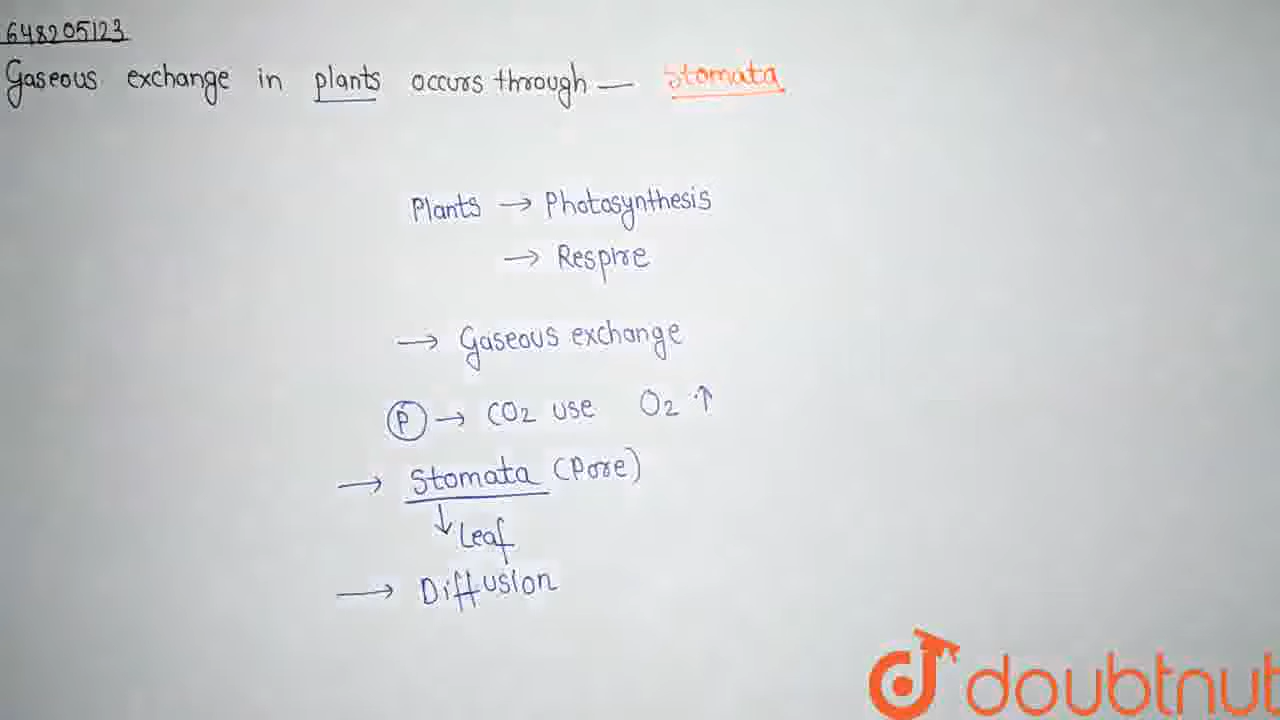 648205123
Gaseous exchange in plants occurs through — Stomata
Plants → Photosynthesis
→ Respire
→ Gaseous exchange
(P) → CO2 use O2 ↑
→ Stomata (Pore)
↓ Leaf
→ Diffusion
doubtnut